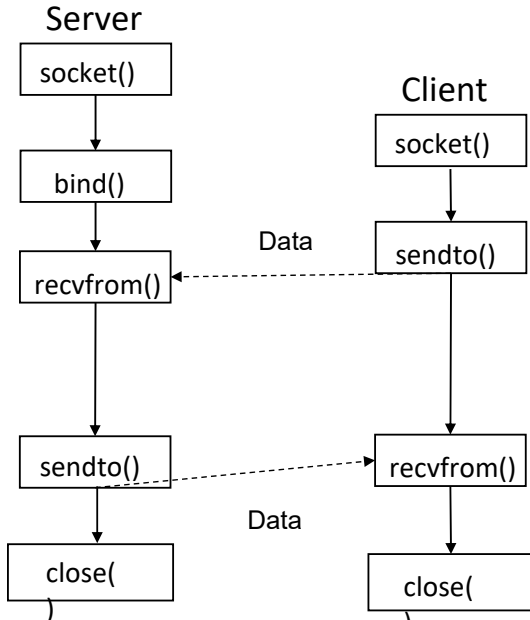 Server
socket()
Client
socket()
bind()
Data
sendto()
recvfrom()
sendto()
recvfrom()
Data
close(
)
close(
)